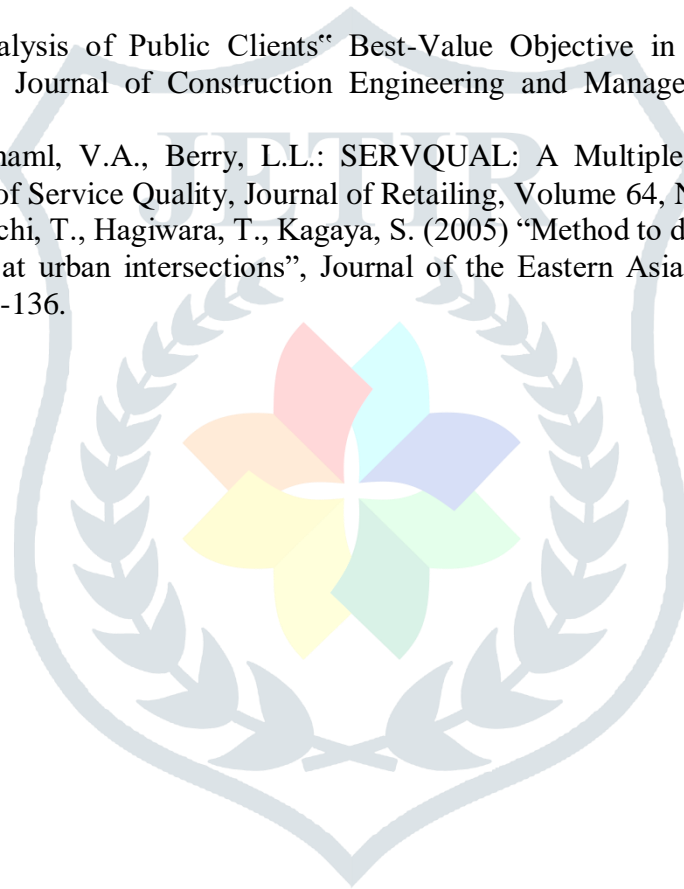 alysis of Public Clients‟ Best-Value Objective in
Journal of Construction Engineering and Manage
haml, V.A., Berry, L.L.: SERVQUAL: A Multiple
of Service Quality, Journal of Retailing, Volume 64, N
chi, T., Hagiwara, T., Kagaya, S. (2005) “Method to d
at urban intersections”, Journal of the Eastern Asia
-136.
JETIR